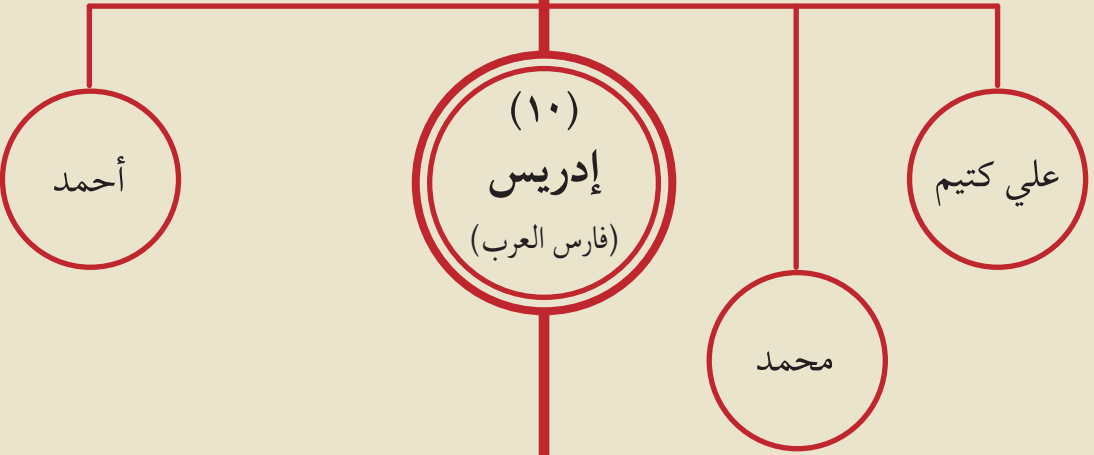 (١٠)
إدريس
(فارس العرب)
علي كتيم
محمد
أحمد